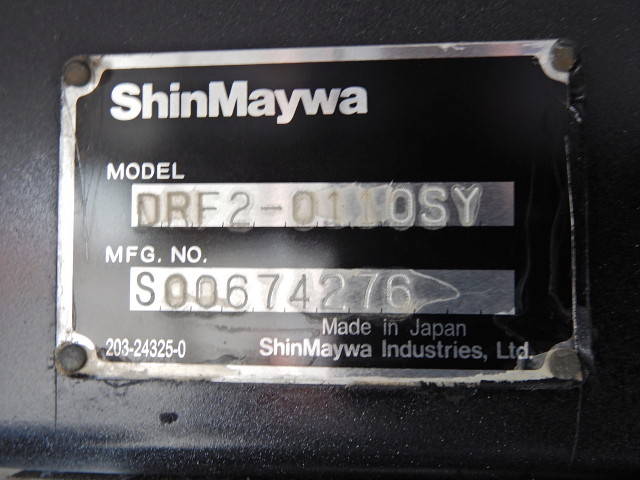 ShinMaywa
MODEL
DRF2-0110SY
MFG. NO.
S00674276
Made in Japan
203-24325-0 ShinMaywa Industries, Ltd.